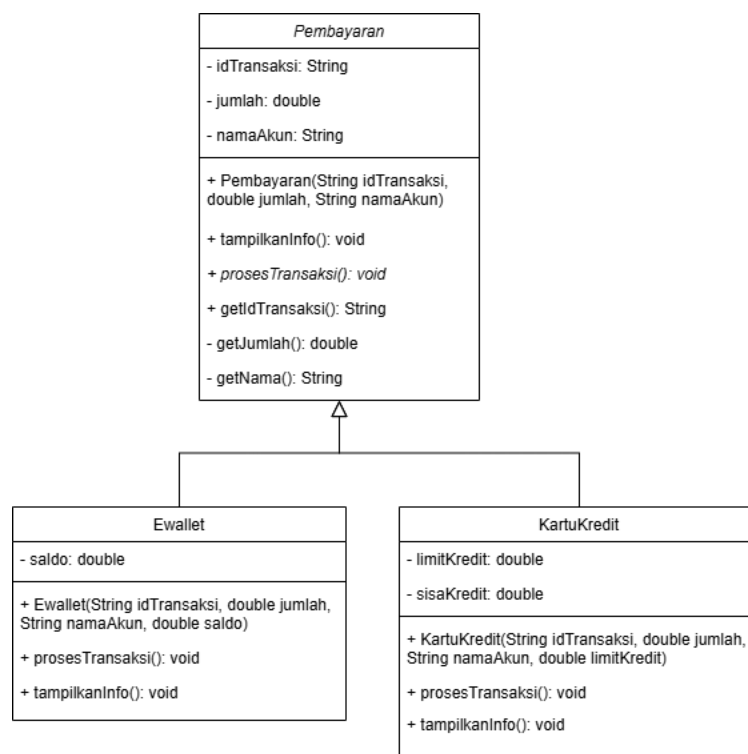 Pembayaran
- idTransaksi: String
- jumlah: double
- namaAkun: String
+ Pembayaran(String idTransaksi,
double jumlah, String namaAkun)
+ tampilkanInfo(): void
+ prosesTransaksi(): void
+ getIdTransaksi(): String
- getJumlah(): double
- getNama(): String
Ewallet
- saldo: double
+ Ewallet(String idTransaksi, double jumlah,
String namaAkun, double saldo)
+ prosesTransaksi(): void
+ tampilkanInfo(): void
KartuKredit
- limitKredit: double
- sisaKredit: double
+ KartuKredit(String idTransaksi, double jumlah,
String namaAkun, double limitKredit)
+ prosesTransaksi(): void
+ tampilkanInfo(): void